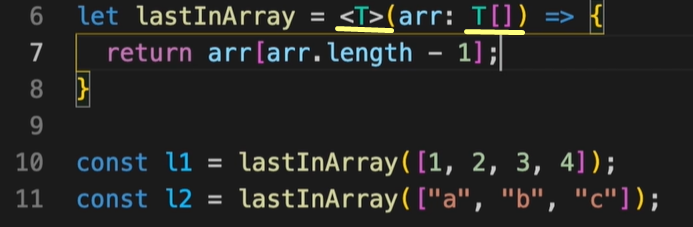 6 let lastInArray = <T>(arr: T[]) => {
7 return arr[arr.length - 1];
8 }
9
10 const l1 = lastInArray([1, 2, 3, 4]);
11 const l2 = lastInArray(["a", "b", "c"]);